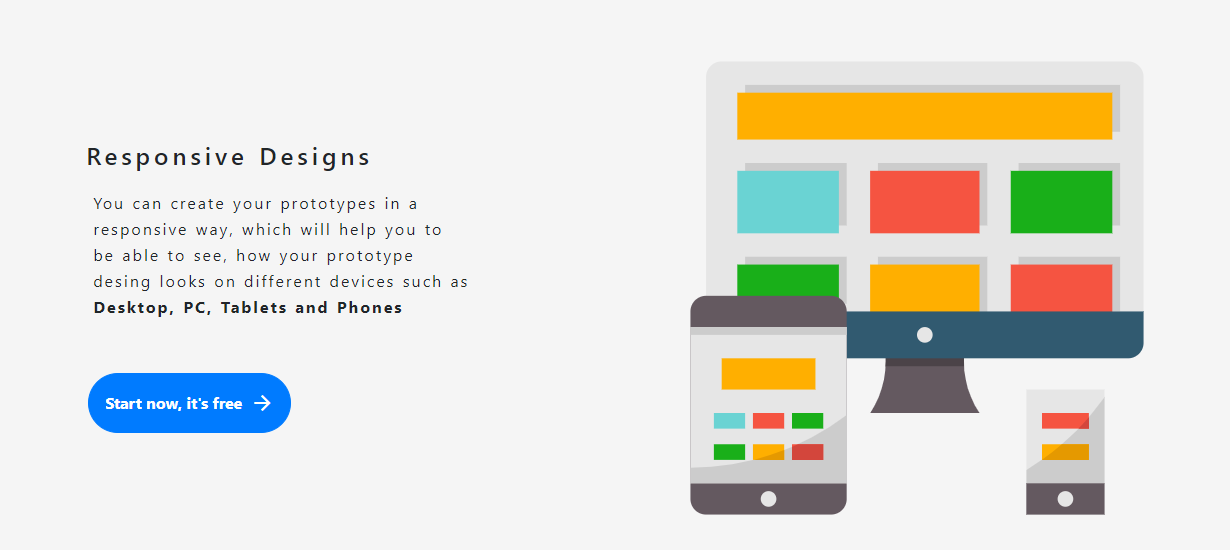 Responsive Designs
You can create your prototypes in a
responsive way, which will help you to
be able to see, how your prototype
desing looks on different devices such as
Desktop, PC, Tablets and Phones
Start now, it's free →